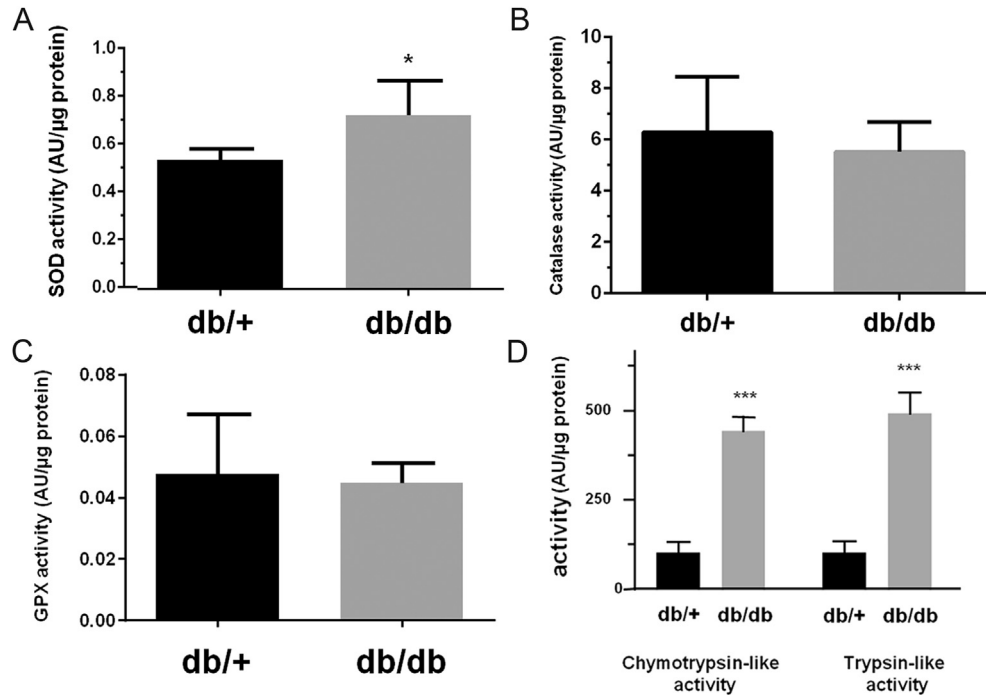 A
SOD activity (AU/µg protein)
1.0
0.8
0.6
0.4
0.2
0.0
*
db/+
db/db
B
Catalase activity (AU/µg protein)
10
8
6
4
2
0
db/+
db/db
C
GPX activity (AU/µg protein)
0.08
0.06
0.04
0.02
0.00
db/+
db/db
D
activity (AU/µg protein)
500
250
0
***
***
db/+
db/db
db/+
db/db
Chymotrypsin-like
activity
Trypsin-like
activity